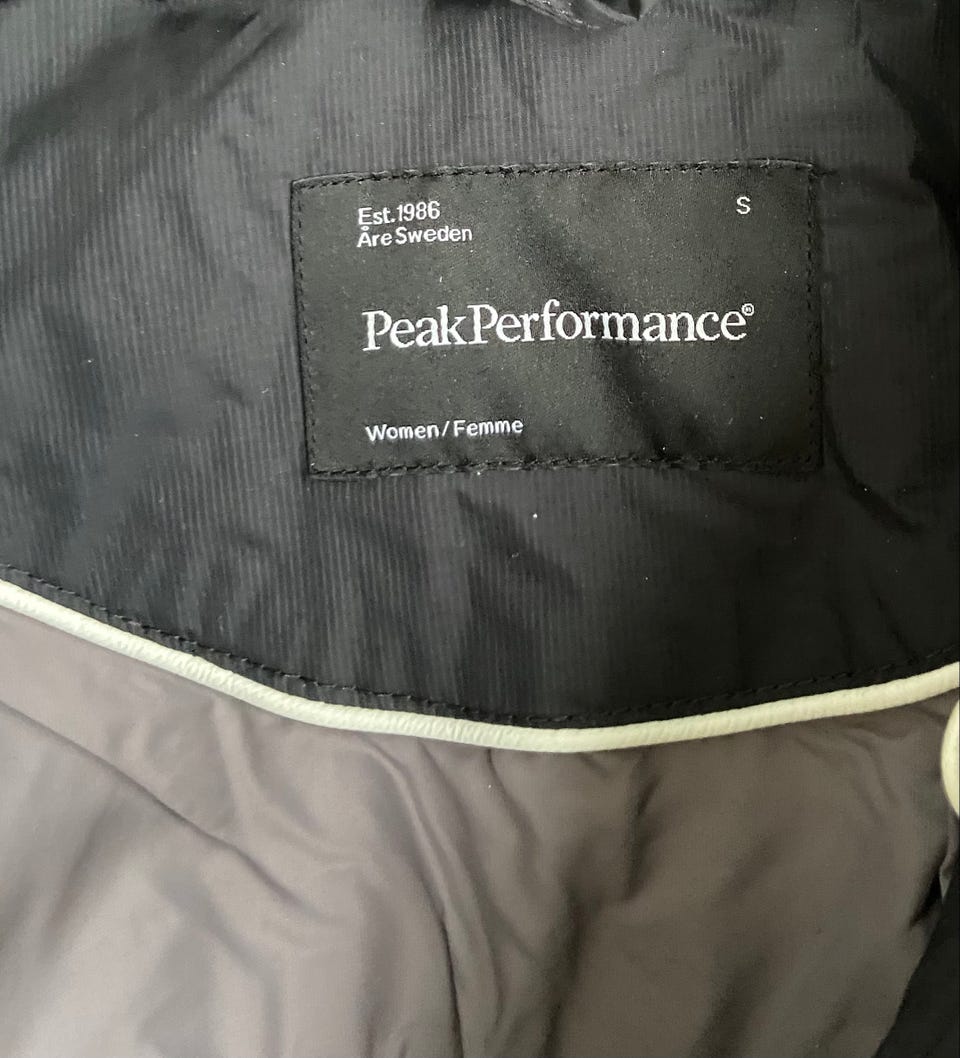 Est.1986
Åre Sweden
S
PeakPerformance®
Women/Femme